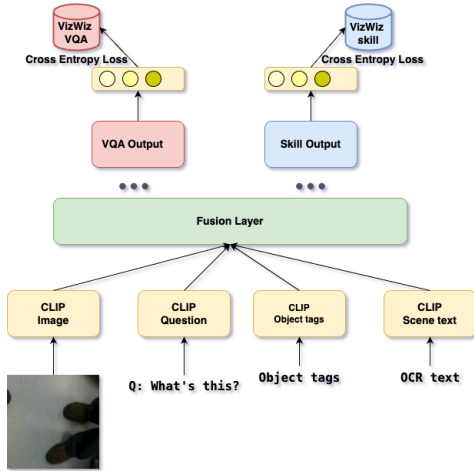 VizWiz
VQA
VizWiz
skill
Cross Entropy Loss
Cross Entropy Loss
VQA Output
Skill Output
Fusion Layer
CLIP
Image
CLIP
Question
CLIP
Object tags
CLIP
Scene text
Q: What's this?
Object tags
OCR text